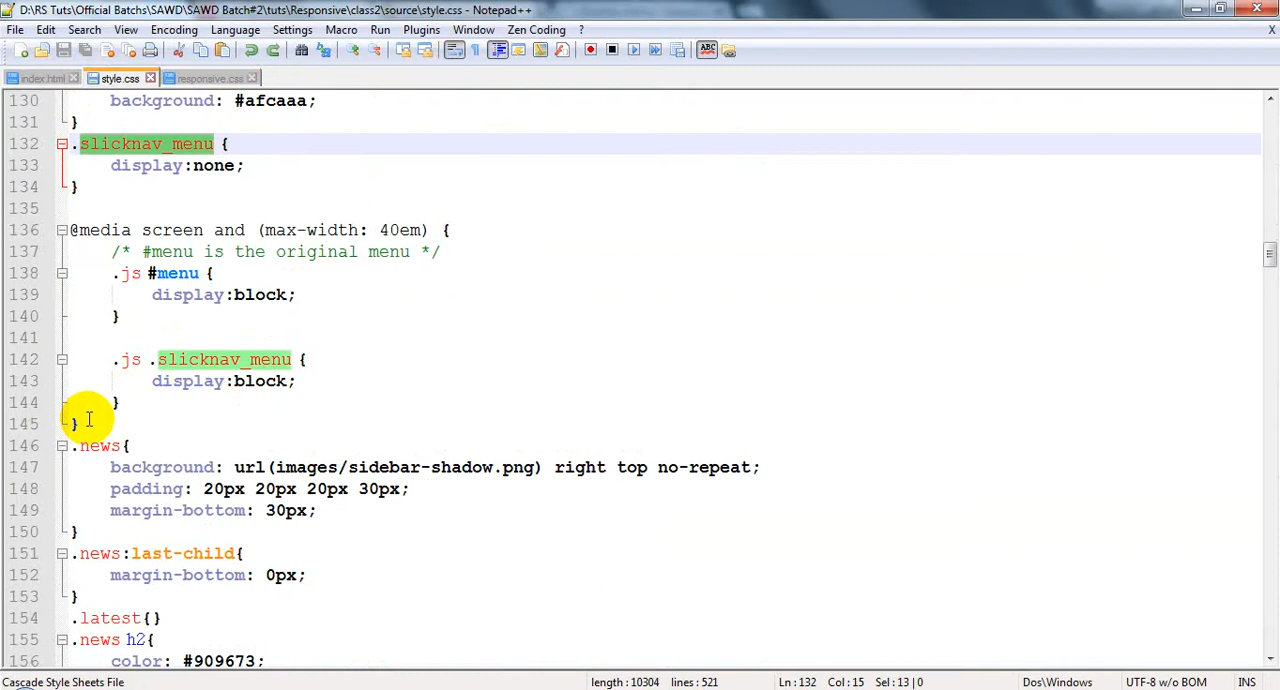 D:\RS Tuts\Official Batchs\SAWD\SAWD Batch#2\tuts\Responsive\class2\source\style.css - Notepad++
File Edit Search View Encoding Language Settings Macro Run Plugins Window Zen Coding ? X
index.html style.css responsive.css
130 background: #afcaaa;
131 }
132 .slicknav_menu {
133 display:none;
134 }
135
136 @media screen and (max-width: 40em) {
137 /* #menu is the original menu */
138 .js #menu {
139 display:block;
140 }
141
142 .js .slicknav_menu {
143 display:block;
144 }
145 }
146 .news{
147 background: url(images/sidebar-shadow.png) right top no-repeat;
148 padding: 20px 20px 20px 30px;
149 margin-bottom: 30px;
150 }
151 .news:last-child{
152 margin-bottom: 0px;
153 }
154 .latest{}
155 .news h2{
156 color: #909673;
Cascade Style Sheets File length : 10304 lines : 521 Ln : 132 Col : 15 Sel : 13 | 0 Dos\Windows UTF-8 w/o BOM INS